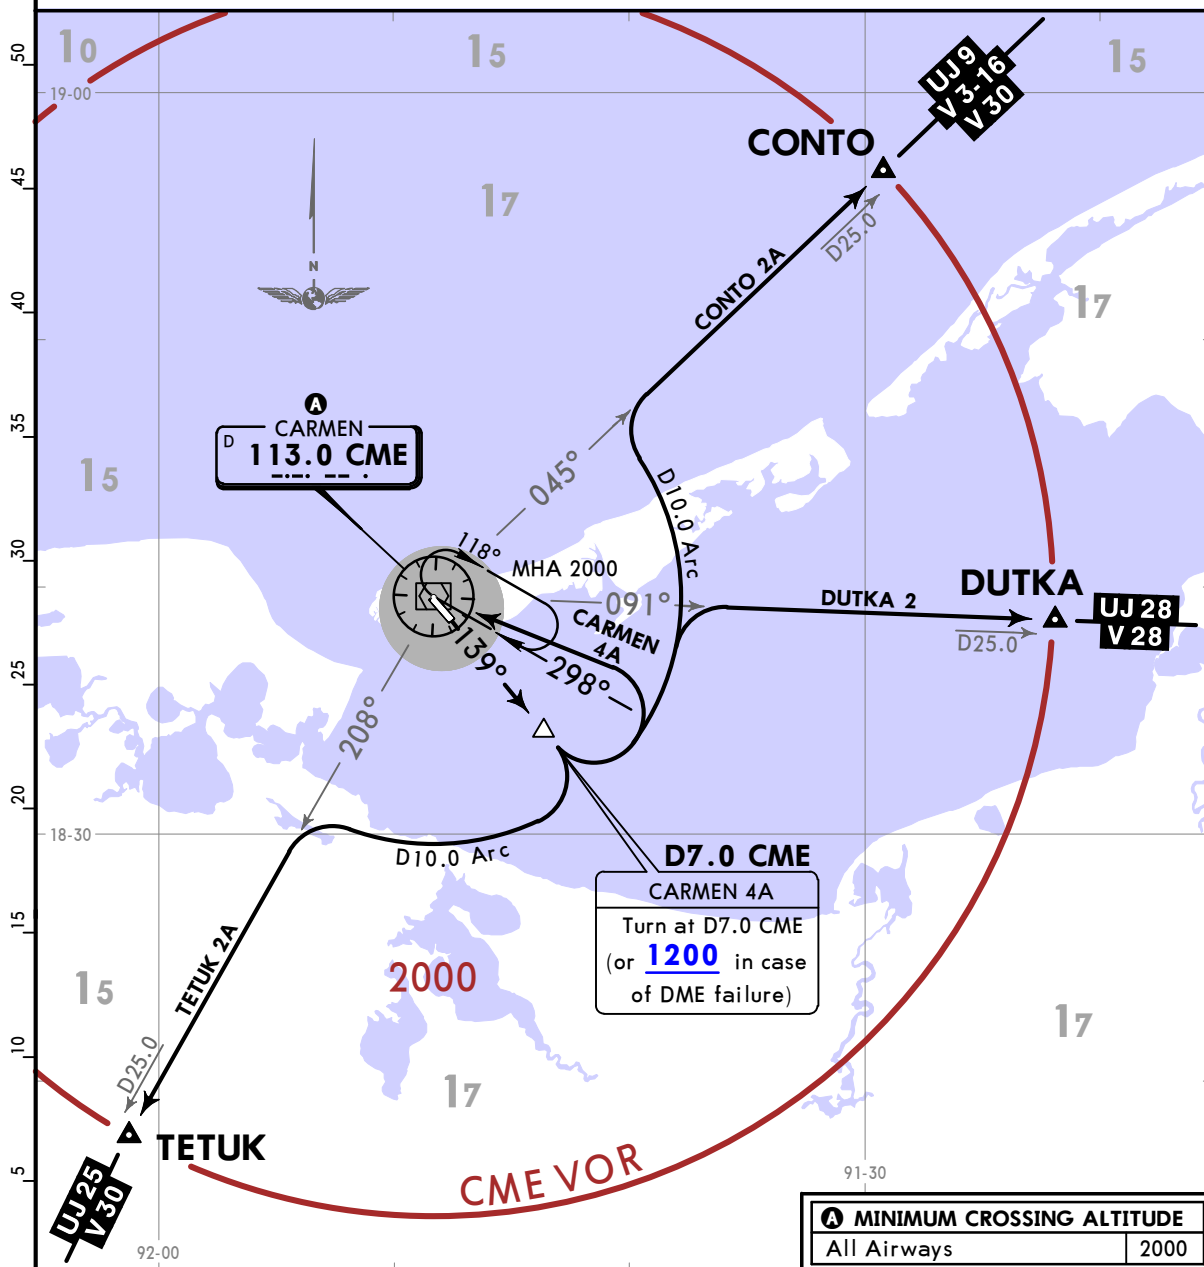 10
15
15
50
19-00
UJ 9
V 3-16
V 30
CONTO
45
17
D25.0
N
CONTO 2A
17
40
A
CARMEN
D 113.0 CME
35
15
045°
D10.0 Arc
30
118°
MHA 2000
DUTKA
091°
DUTKA 2
UJ 28
V 28
CARMEN
4A
D25.0
139°
298°
25
208°
20
18-30
D10.0 Arc
D7.0 CME
CARMEN 4A
Turn at D7.0 CME
(or 1200 in case
of DME failure)
15
TETUK 2A
15
2000
17
10
D25.0
17
TETUK
CME VOR
5
UJ 25
V 30
91-30
92-00
A MINIMUM CROSSING ALTITUDE
All Airways 2000